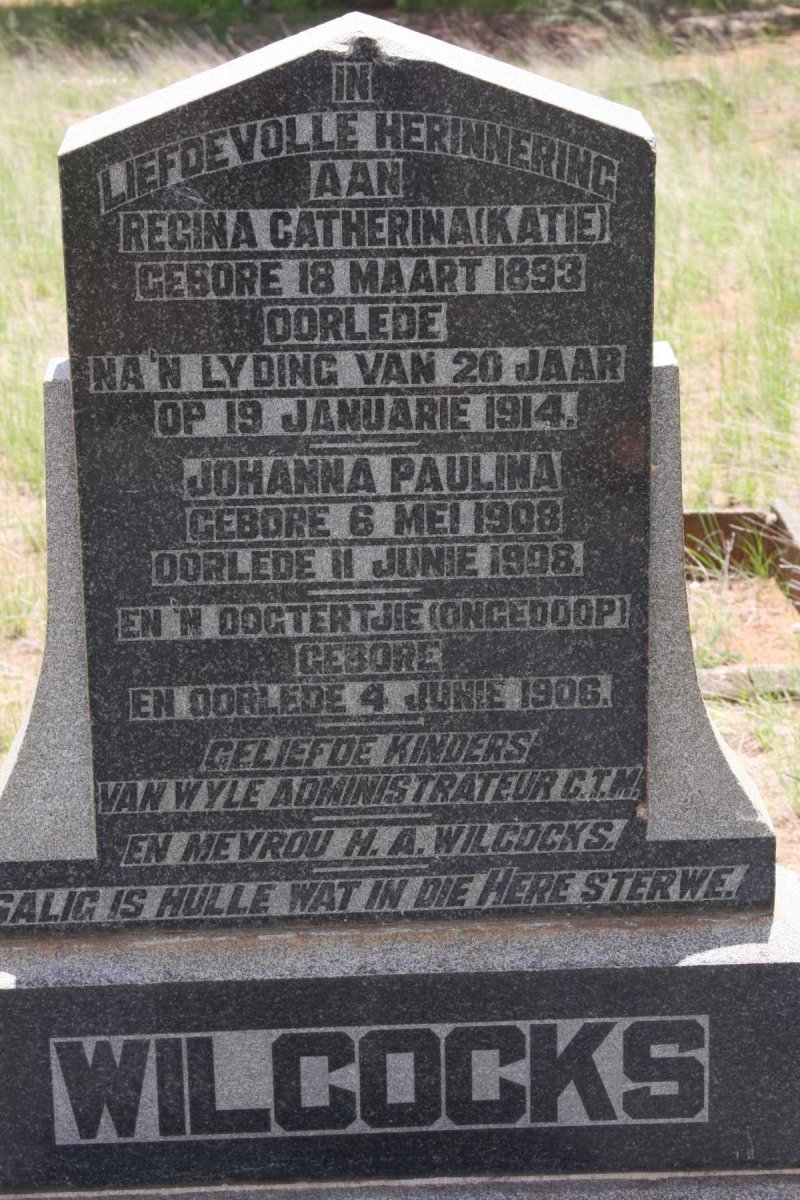 IN
LIEFDEVOLLE HERINNERING
AAN
REGINA CATHERINA (KATIE)
GEBORE 18 MAART 1893
OORLEDE
NA 'N LYDING VAN 20 JAAR
OP 19 JANUARIE 1914.
JOHANNA PAULINA
GEBORE 6 MEI 1908
OORLEDE 11 JUNIE 1998.
EN 'N DOGTERTJIE (ONGEDOOP)
GEBORE
EN OORLEDE 4 JUNIE 1906.
GELIEFDE KINDERS
VAN WYLE ADMINISTRATEUR C.T.M.
EN MEVROU H. A. WILCOCKS.
SALIG IS HULLE WAT IN DIE HERE STERWE.
WILCOCKS